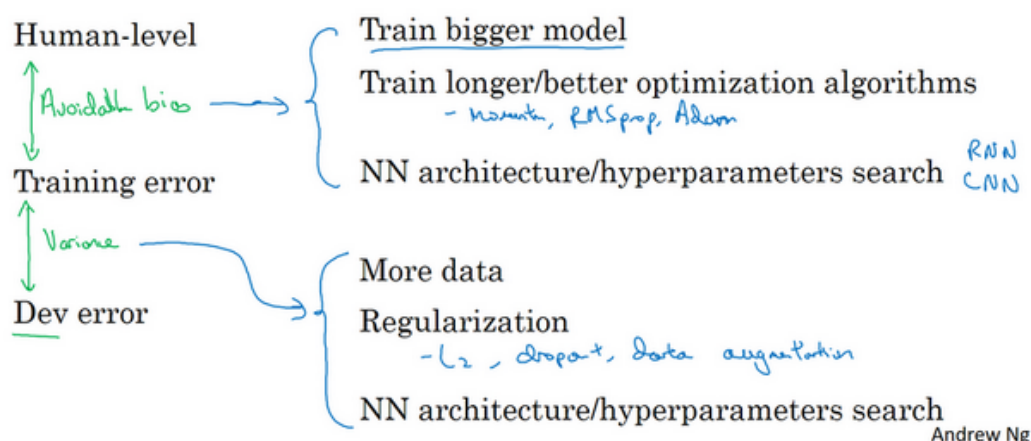 Human-level
Avoidable bias
Training error
Variance
Dev error
Train bigger model
Train longer/better optimization algorithms
- momentum, RMSprop, Adam
NN architecture/hyperparameters search
RNN
CNN
More data
Regularization
- L2, dropout, data augmentation
NN architecture/hyperparameters search
Andrew Ng